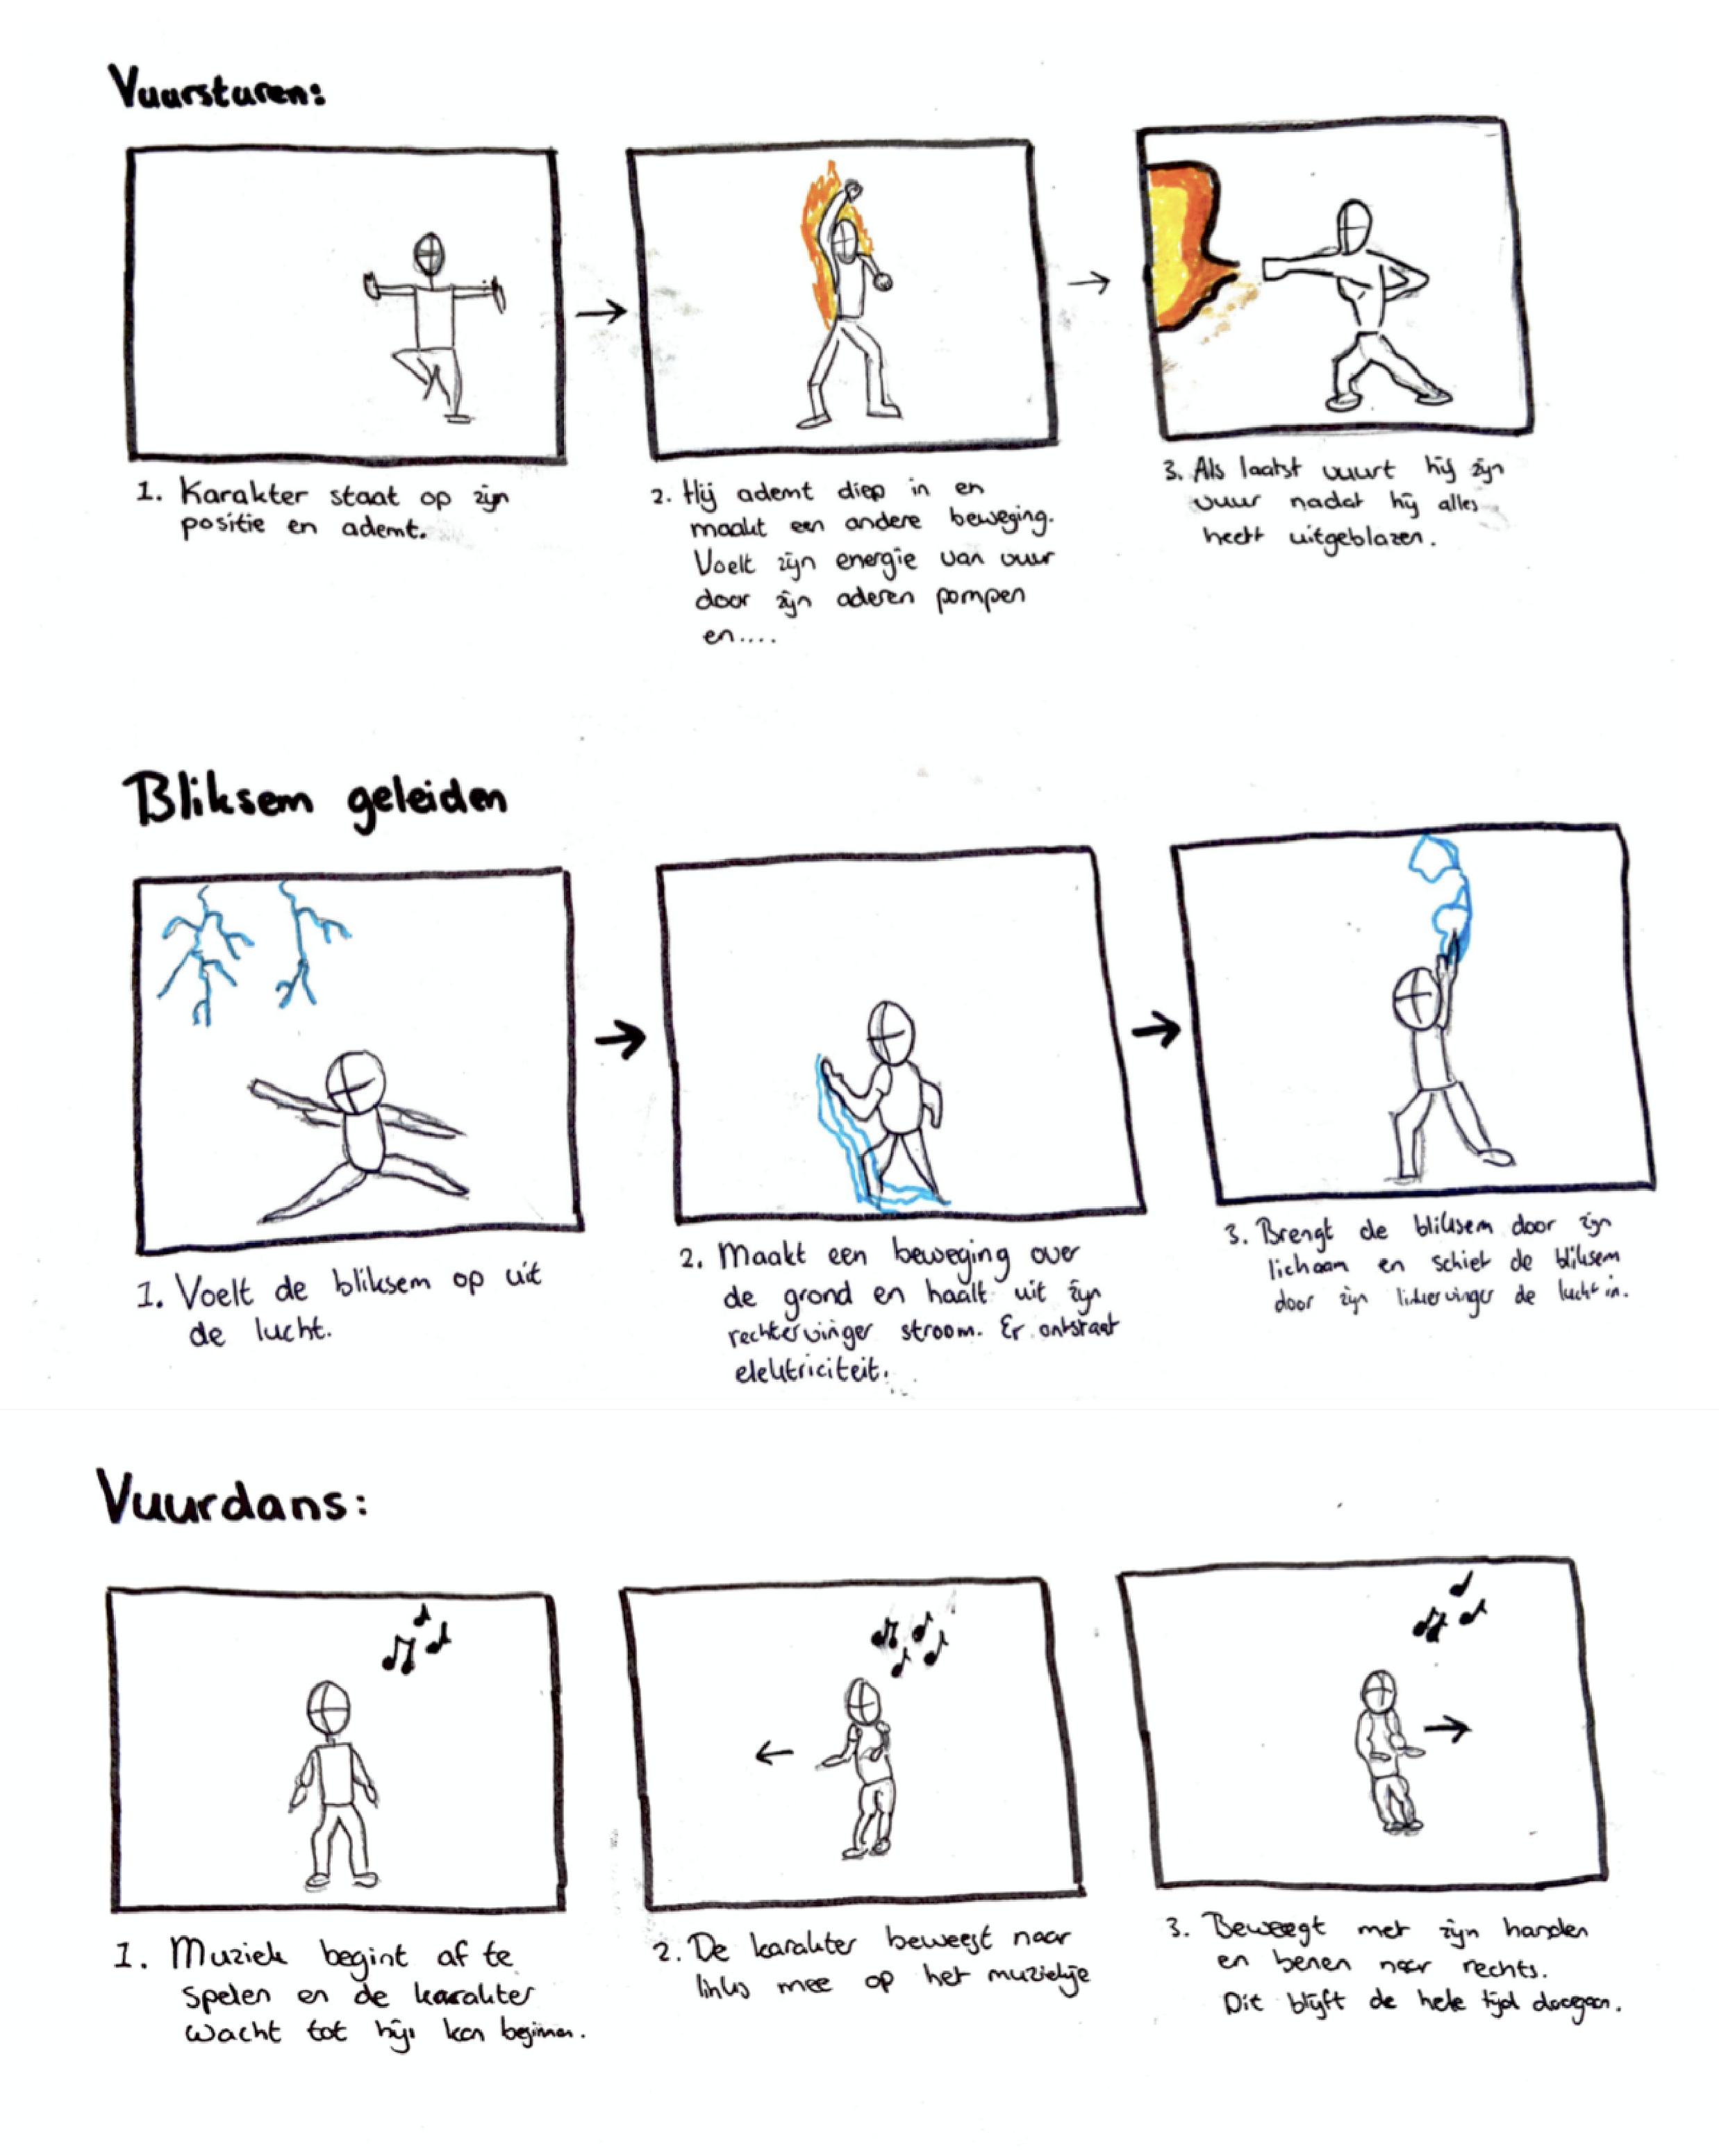 Vuursturen:
1. Karakter staat op zijn
positie en ademt.
2. Hij ademt diep in en
maakt een andere beweging.
Voelt zijn energie van vuur
door zijn aderen pompen
en....
3. Als laatst vuurt hij zijn
vuur nadat hij alles
heeft uitgeblazen.
Bliksem geleiden
1. Voelt de bliksem op uit
de lucht.
2. Maakt een beweging over
de grond en haalt uit zijn
rechtervinger stroom. Er ontstaat
elektriciteit.
3. Brengt de bliksem door zijn
lichaam en schiet de bliksem
door zijn linkervinger de lucht in.
Vuurdans:
1. Muziek begint af te
spelen en de karakter
wacht tot hij kan beginnen.
2. De karakter beweegt naar
links mee op het muziekje
3. Beweegt met zijn handen
en benen naar rechts.
Dit blijft de hele tijd doorgaan.